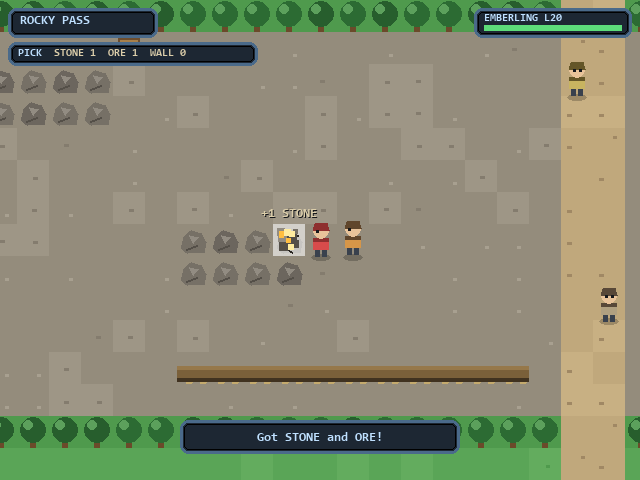 ROCKY PASS
EMBERLING L20
PICK STONE 1 ORE 1 WALL 0
+1 STONE
Got STONE and ORE!